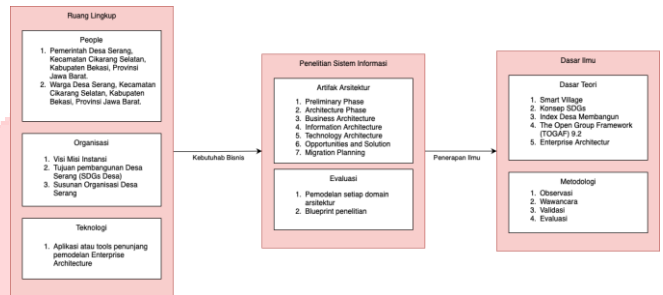 Ruang Lingkup
People
1. Pemerintah Desa Serang,
Kecamatan Cikarang Selatan,
Kabupaten Bekasi, Provinsi
Jawa Barat.
2. Warga Desa Serang, Kecamatan
Cikarang Selatan, Kabupaten
Bekasi, Provinsi Jawa Barat.
Organisasi
1. Visi Misi Instansi
2. Tujuan pembangunan Desa
Serang (SDGs Desa)
3. Susunan Organisasi Desa
Serang
Teknologi
1. Aplikasi atau tools penunjang
pemodelan Enterprise
Architecture
Kebutuhab Bisnis
Penelitian Sistem Informasi
Artifak Arsitektur
1. Preliminary Phase
2. Architecture Phase
3. Business Architecture
4. Information Architecture
5. Technology Architecture
6. Opportunities and Solution
7. Migration Planning
Evaluasi
1. Pemodelan setiap domain
arsitektur
2. Blueprint penelitian
Penerapan Ilmu
Dasar Ilmu
Dasar Teori
1. Smart Village
2. Konsep SDGs
3. Index Desa Membangun
4. The Open Group Framework
(TOGAF) 9.2
5. Enterprise Architectur
Metodologi
1. Observasi
2. Wawancara
3. Validasi
4. Evaluasi